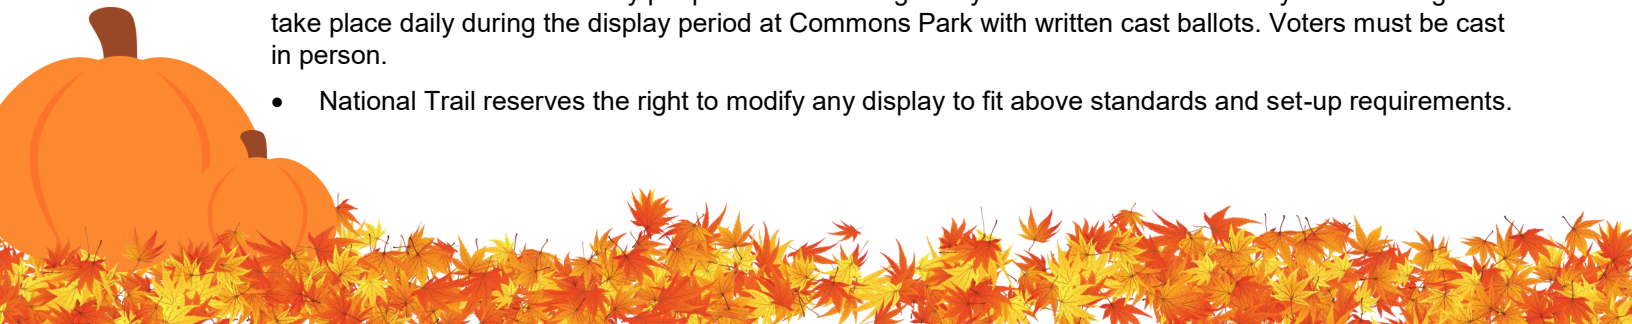 take place daily during the display period at Commons Park with written cast ballots. Voters must be cast
in person.
• National Trail reserves the right to modify any display to fit above standards and set-up requirements.